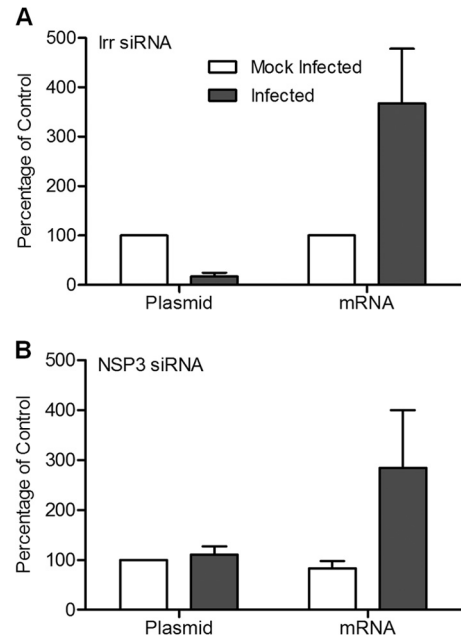 A
Irr siRNA
Mock Infected
Infected
Percentage of Control
500
400
300
200
100
0
Plasmid mRNA
B
NSP3 siRNA
Percentage of Control
500
400
300
200
100
0
Plasmid mRNA